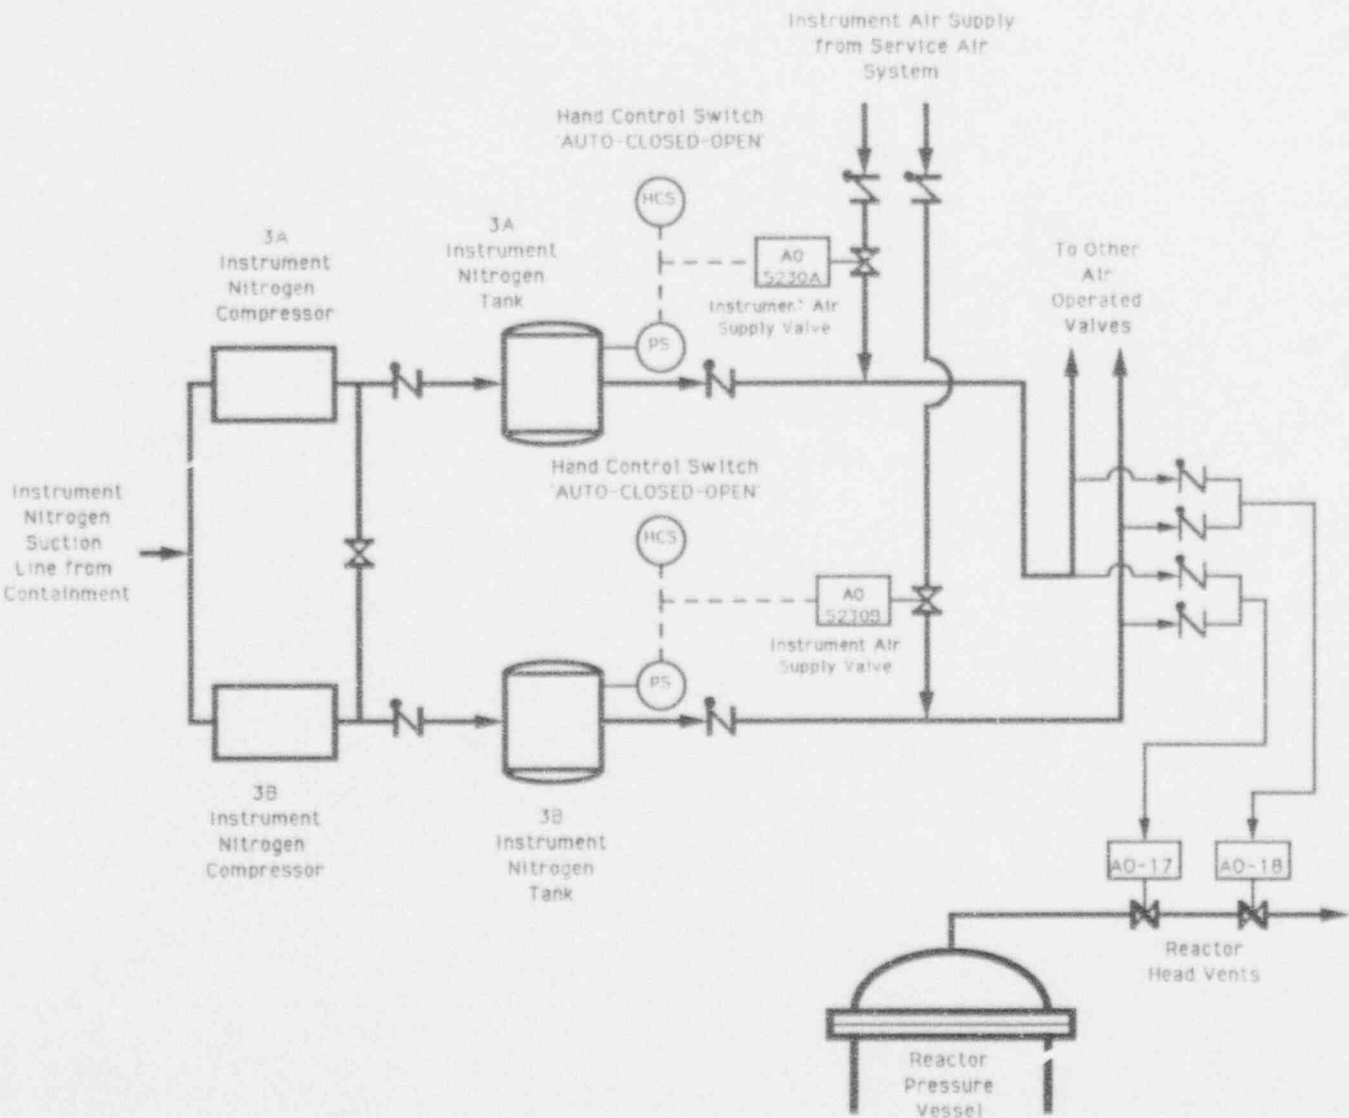 Instrument Air Supply
from Service Air
System
Hand Control Switch
'AUTO-CLOSED-OPEN'
HCS
3A
Instrument
Nitrogen
Compressor
3A
Instrument
Nitrogen
Tank
AO
5230A
Instrument Air
Supply Valve
PS
To Other
Air
Operated
Valves
Hand Control Switch
'AUTO-CLOSED-OPEN'
HCS
Instrument
Nitrogen
Suction
Line from
Containment
AO
5230B
Instrument Air
Supply Valve
PS
3B
Instrument
Nitrogen
Compressor
3B
Instrument
Nitrogen
Tank
AO-17
AO-18
Reactor
Head Vents
Reactor
Pressure
Vessel